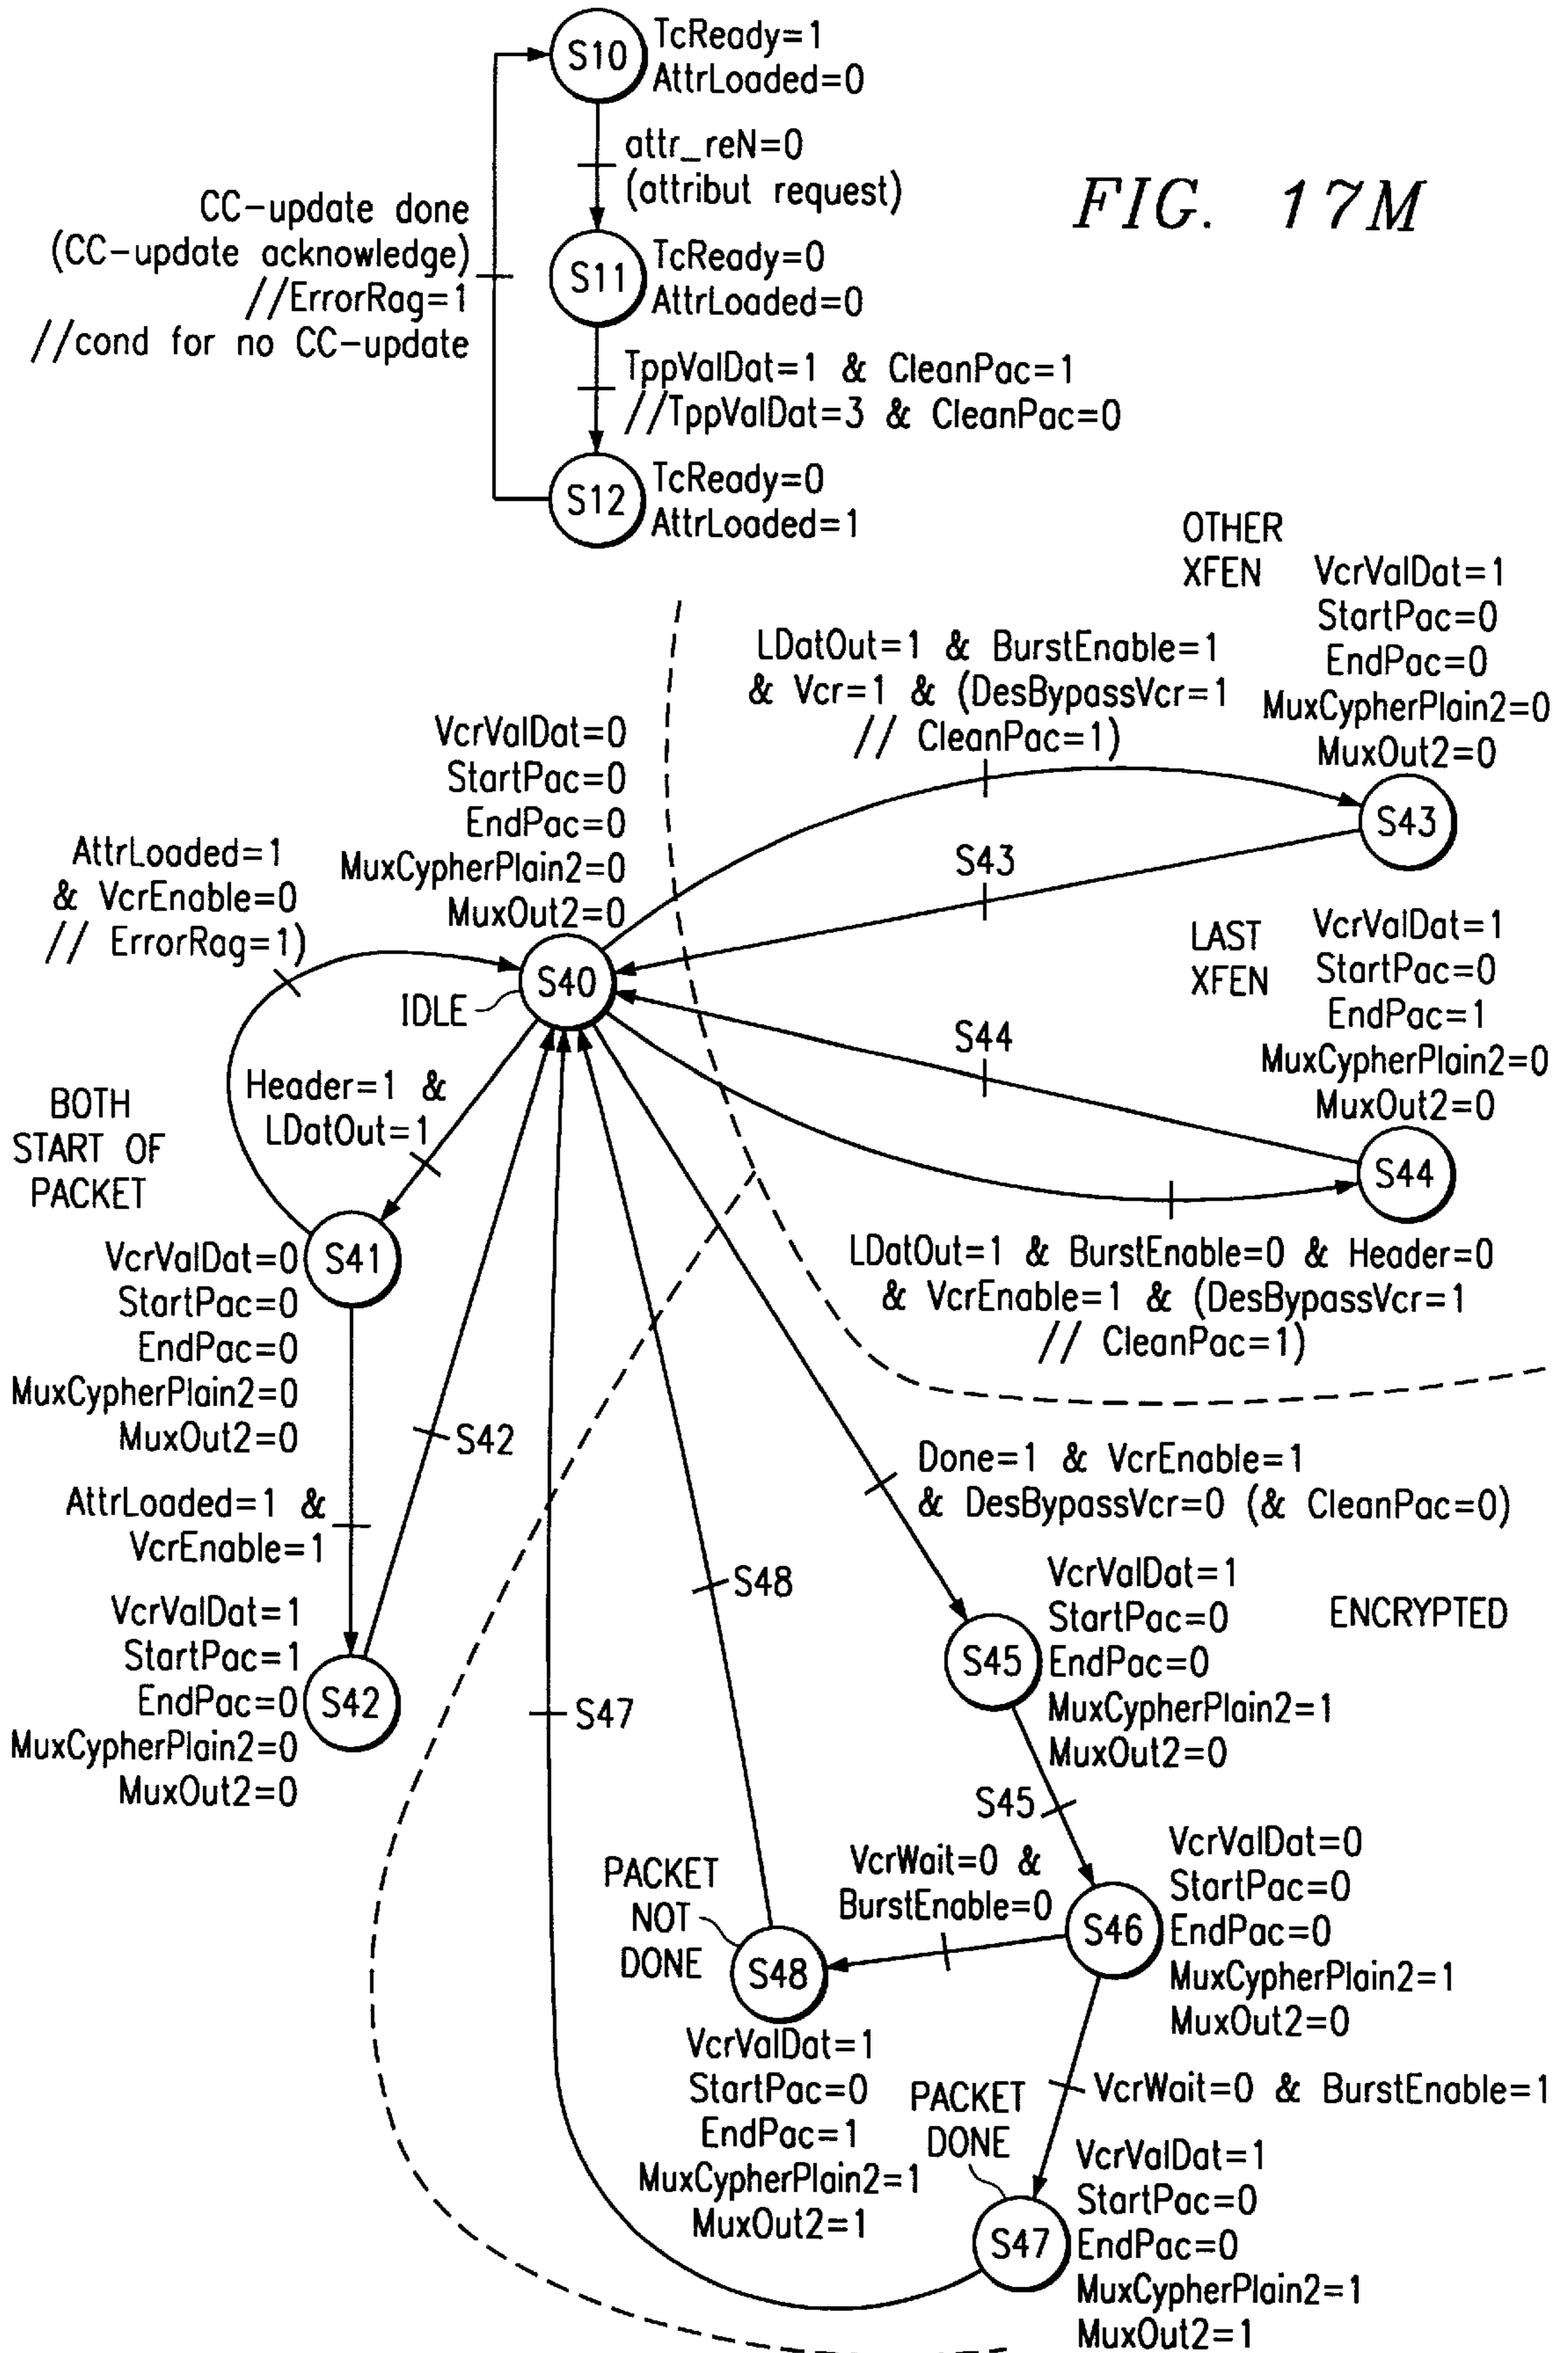 S10
TcReady=1
AttrLoaded=0
attr_reN=0
(attribut request)
FIG. 17M
CC-update done
(CC-update acknowledge)
//ErrorRag=1
//cond for no CC-update
S11
TcReady=0
AttrLoaded=0
TppValDat=1 & CleanPac=1
//TppValDat=3 & CleanPac=0
S12
TcReady=0
AttrLoaded=1
OTHER
XFEN
VcrValDat=1
StartPac=0
EndPac=0
MuxCypherPlain2=0
MuxOut2=0
LDatOut=1 & BurstEnable=1
& Vcr=1 & (DesBypassVcr=1
// CleanPac=1)
S43
S43
VcrValDat=0
StartPac=0
EndPac=0
MuxCypherPlain2=0
MuxOut2=0
AttrLoaded=1
& VcrEnable=0
// ErrorRag=1)
S40
IDLE
LAST
XFEN
VcrValDat=1
StartPac=0
EndPac=1
MuxCypherPlain2=0
MuxOut2=0
S44
S44
LDatOut=1 & BurstEnable=0 & Header=0
& VcrEnable=1 & (DesBypassVcr=1
// CleanPac=1)
Header=1 &
LDatOut=1
BOTH
START OF
PACKET
S41
VcrValDat=0
StartPac=0
EndPac=0
MuxCypherPlain2=0
MuxOut2=0
S42
AttrLoaded=1 &
VcrEnable=1
VcrValDat=1
StartPac=1
EndPac=0
MuxCypherPlain2=0
MuxOut2=0
S42
S47
S48
Done=1 & VcrEnable=1
& DesBypassVcr=0 (& CleanPac=0)
ENCRYPTED
S45
VcrValDat=1
StartPac=0
EndPac=0
MuxCypherPlain2=1
MuxOut2=0
S45
VcrWait=0 &
BurstEnable=0
S46
VcrValDat=0
StartPac=0
EndPac=0
MuxCypherPlain2=1
MuxOut2=0
PACKET
NOT
DONE
S48
VcrValDat=1
StartPac=0
EndPac=1
MuxCypherPlain2=1
MuxOut2=1
VcrWait=0 & BurstEnable=1
PACKET
DONE
S47
VcrValDat=1
StartPac=0
EndPac=0
MuxCypherPlain2=1
MuxOut2=1